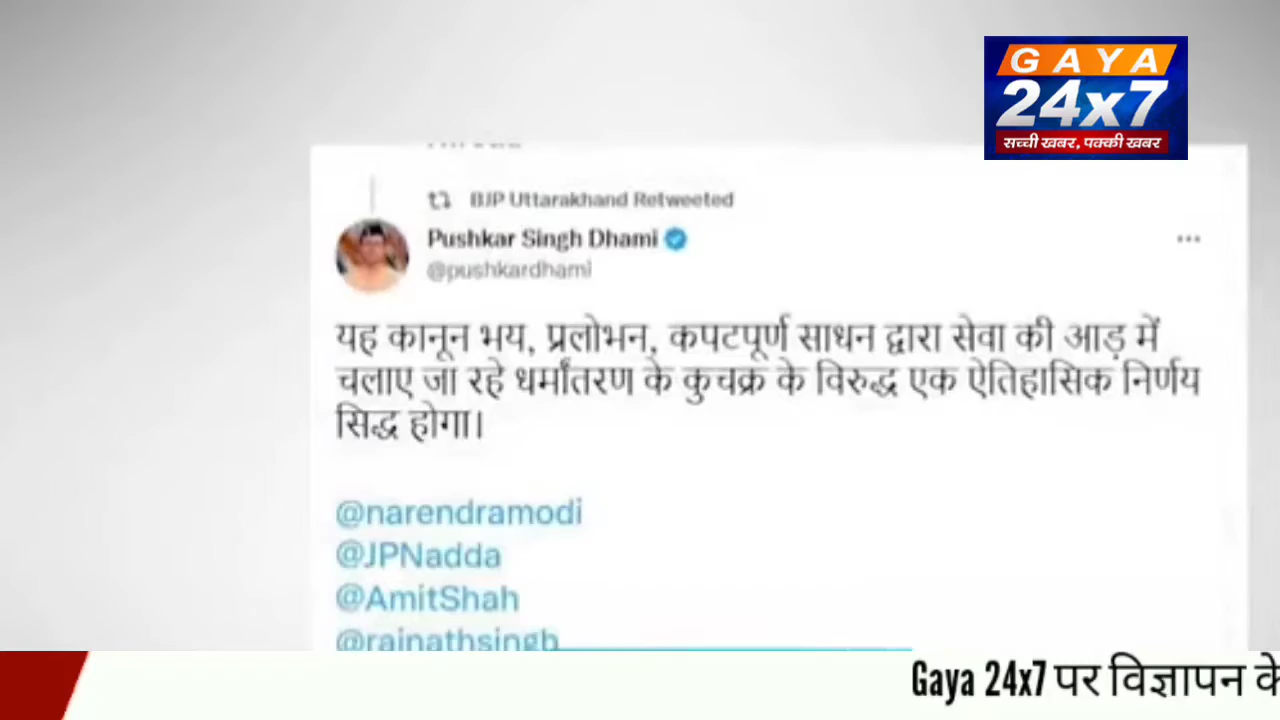 GAYA
24x7
सच्ची खबर, पक्की खबर
BJP Uttarakhand Retweeted
Pushkar Singh Dhami
@pushkardhami
यह कानून भय, प्रलोभन, कपटपूर्ण साधन द्वारा सेवा की आड़ में
चलाए जा रहे धर्मांतरण के कुचक्र के विरुद्ध एक ऐतिहासिक निर्णय
सिद्ध होगा।
@narendramodi
@JPNadda
@AmitShah
@rajnathsingh
Gaya 24x7 पर विज्ञापन के